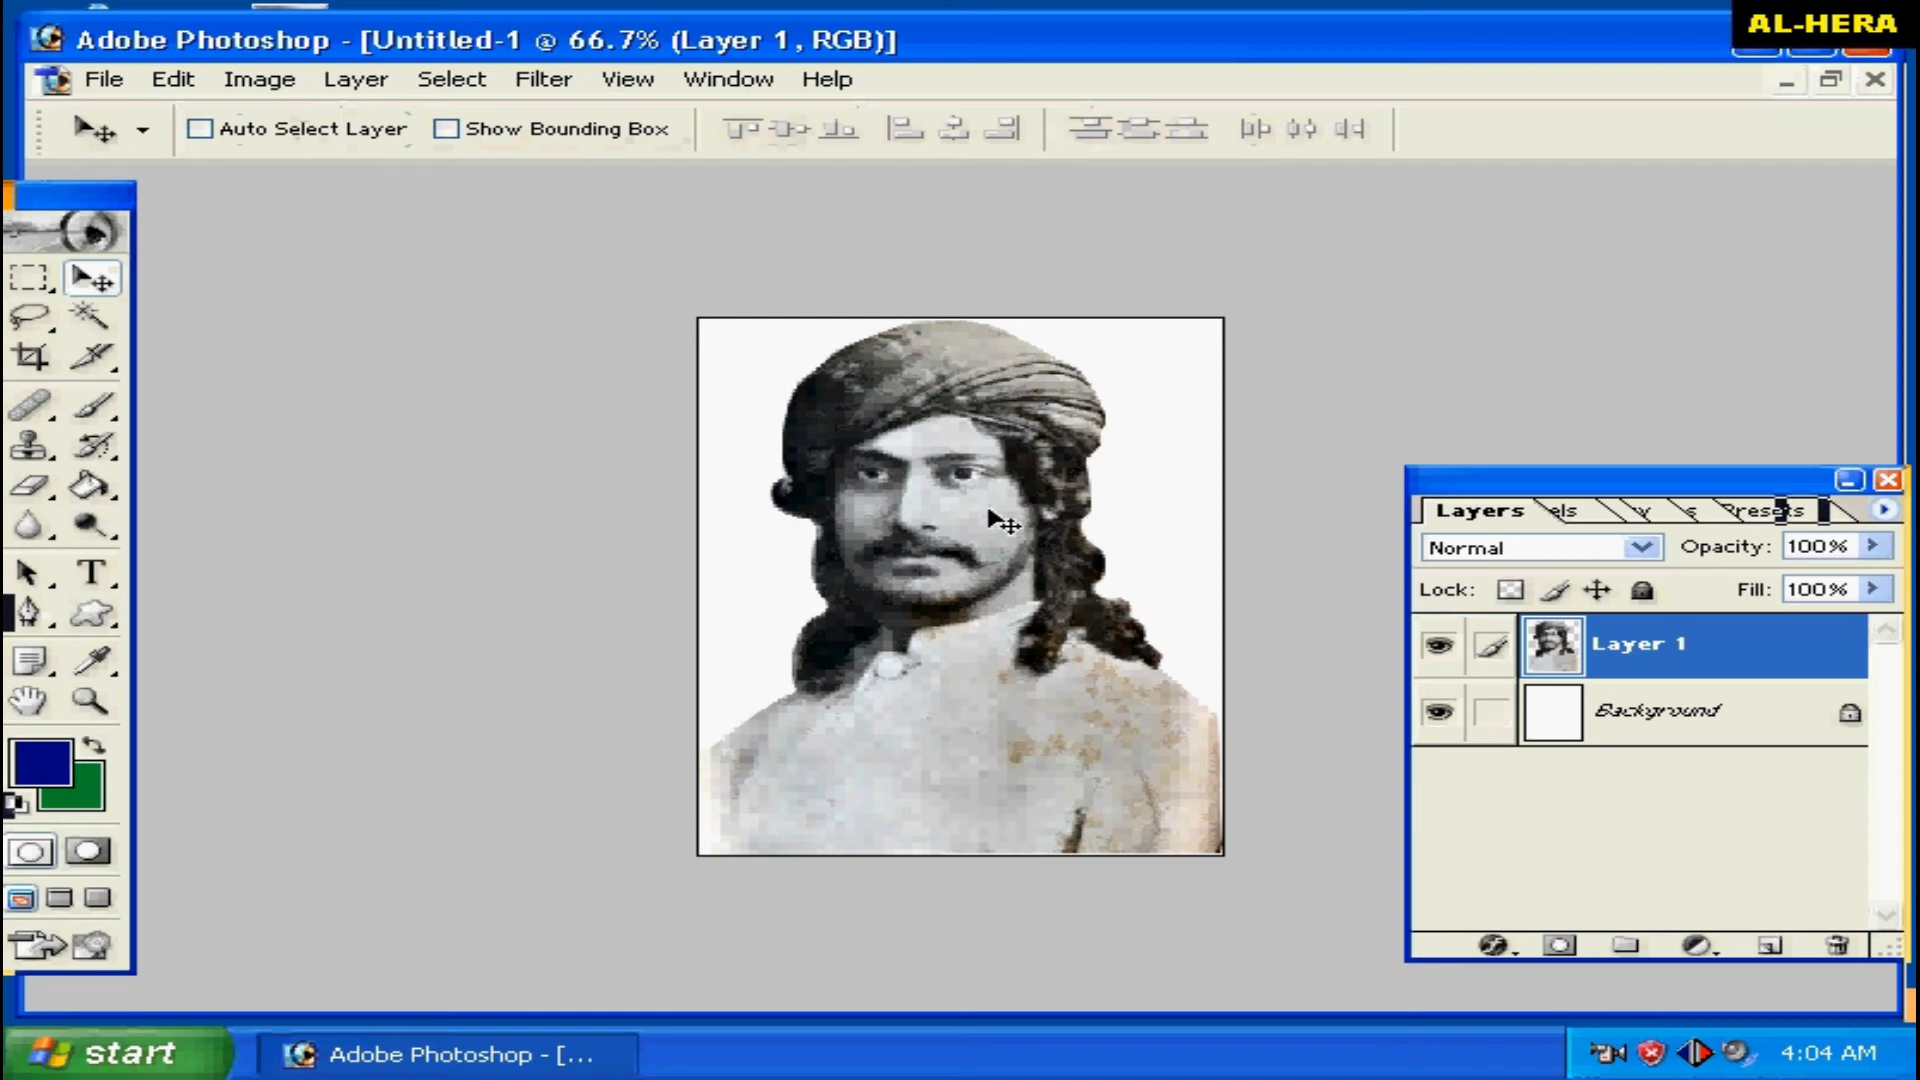 AL-HERA
Adobe Photoshop - [Untitled-1 @ 66.7% (Layer 1, RGB)]
File Edit Image Layer Select Filter View Window Help
Auto Select Layer Show Bounding Box
T
Layers els Presets
Normal Opacity: 100%
Lock: Fill: 100%
Layer 1
Background
start Adobe Photoshop - [... 4:04 AM